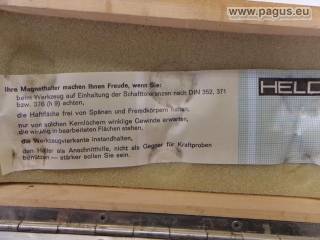 www.pagus.eu
Ihre Magnethalter machen Ihnen Freude, wenn Sie:
beim Werkzeug auf Einhaltung der Schafttoleranzen nach DIN 352, 371
bzw. 376 (h 9) achten,
die Haftfläche frei von Spänen und Fremdkörpern halten,
nur von solchen Kernlöchern winklige Gewinde erwarten,
die winklig in bearbeiteten Flächen stehen,
die Werkzeugvierkante instandhalten,
den Halter als Anschnitthilfe, nicht als Gegner für Kraftproben
benützen — stärker sollen Sie sein.
HELD